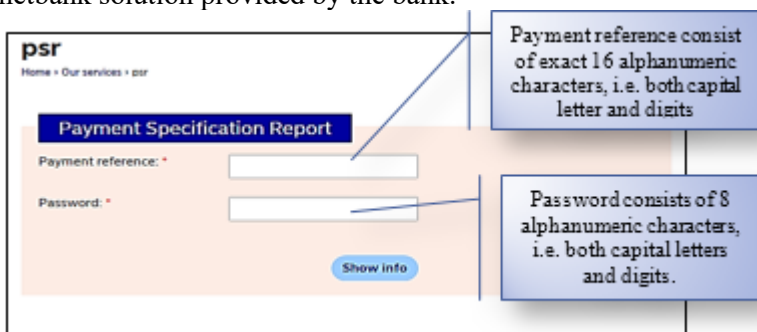 netbank solution provided by the bank.
psr
Home › Our services › psr
Payment Specification Report
Payment reference: *
Password: *
Show info
Payment reference consist
of exact 16 alphanumeric
characters, i.e. both capital
letter and digits
Password consists of 8
alphanumeric characters,
i.e. both capital letters
and digits.